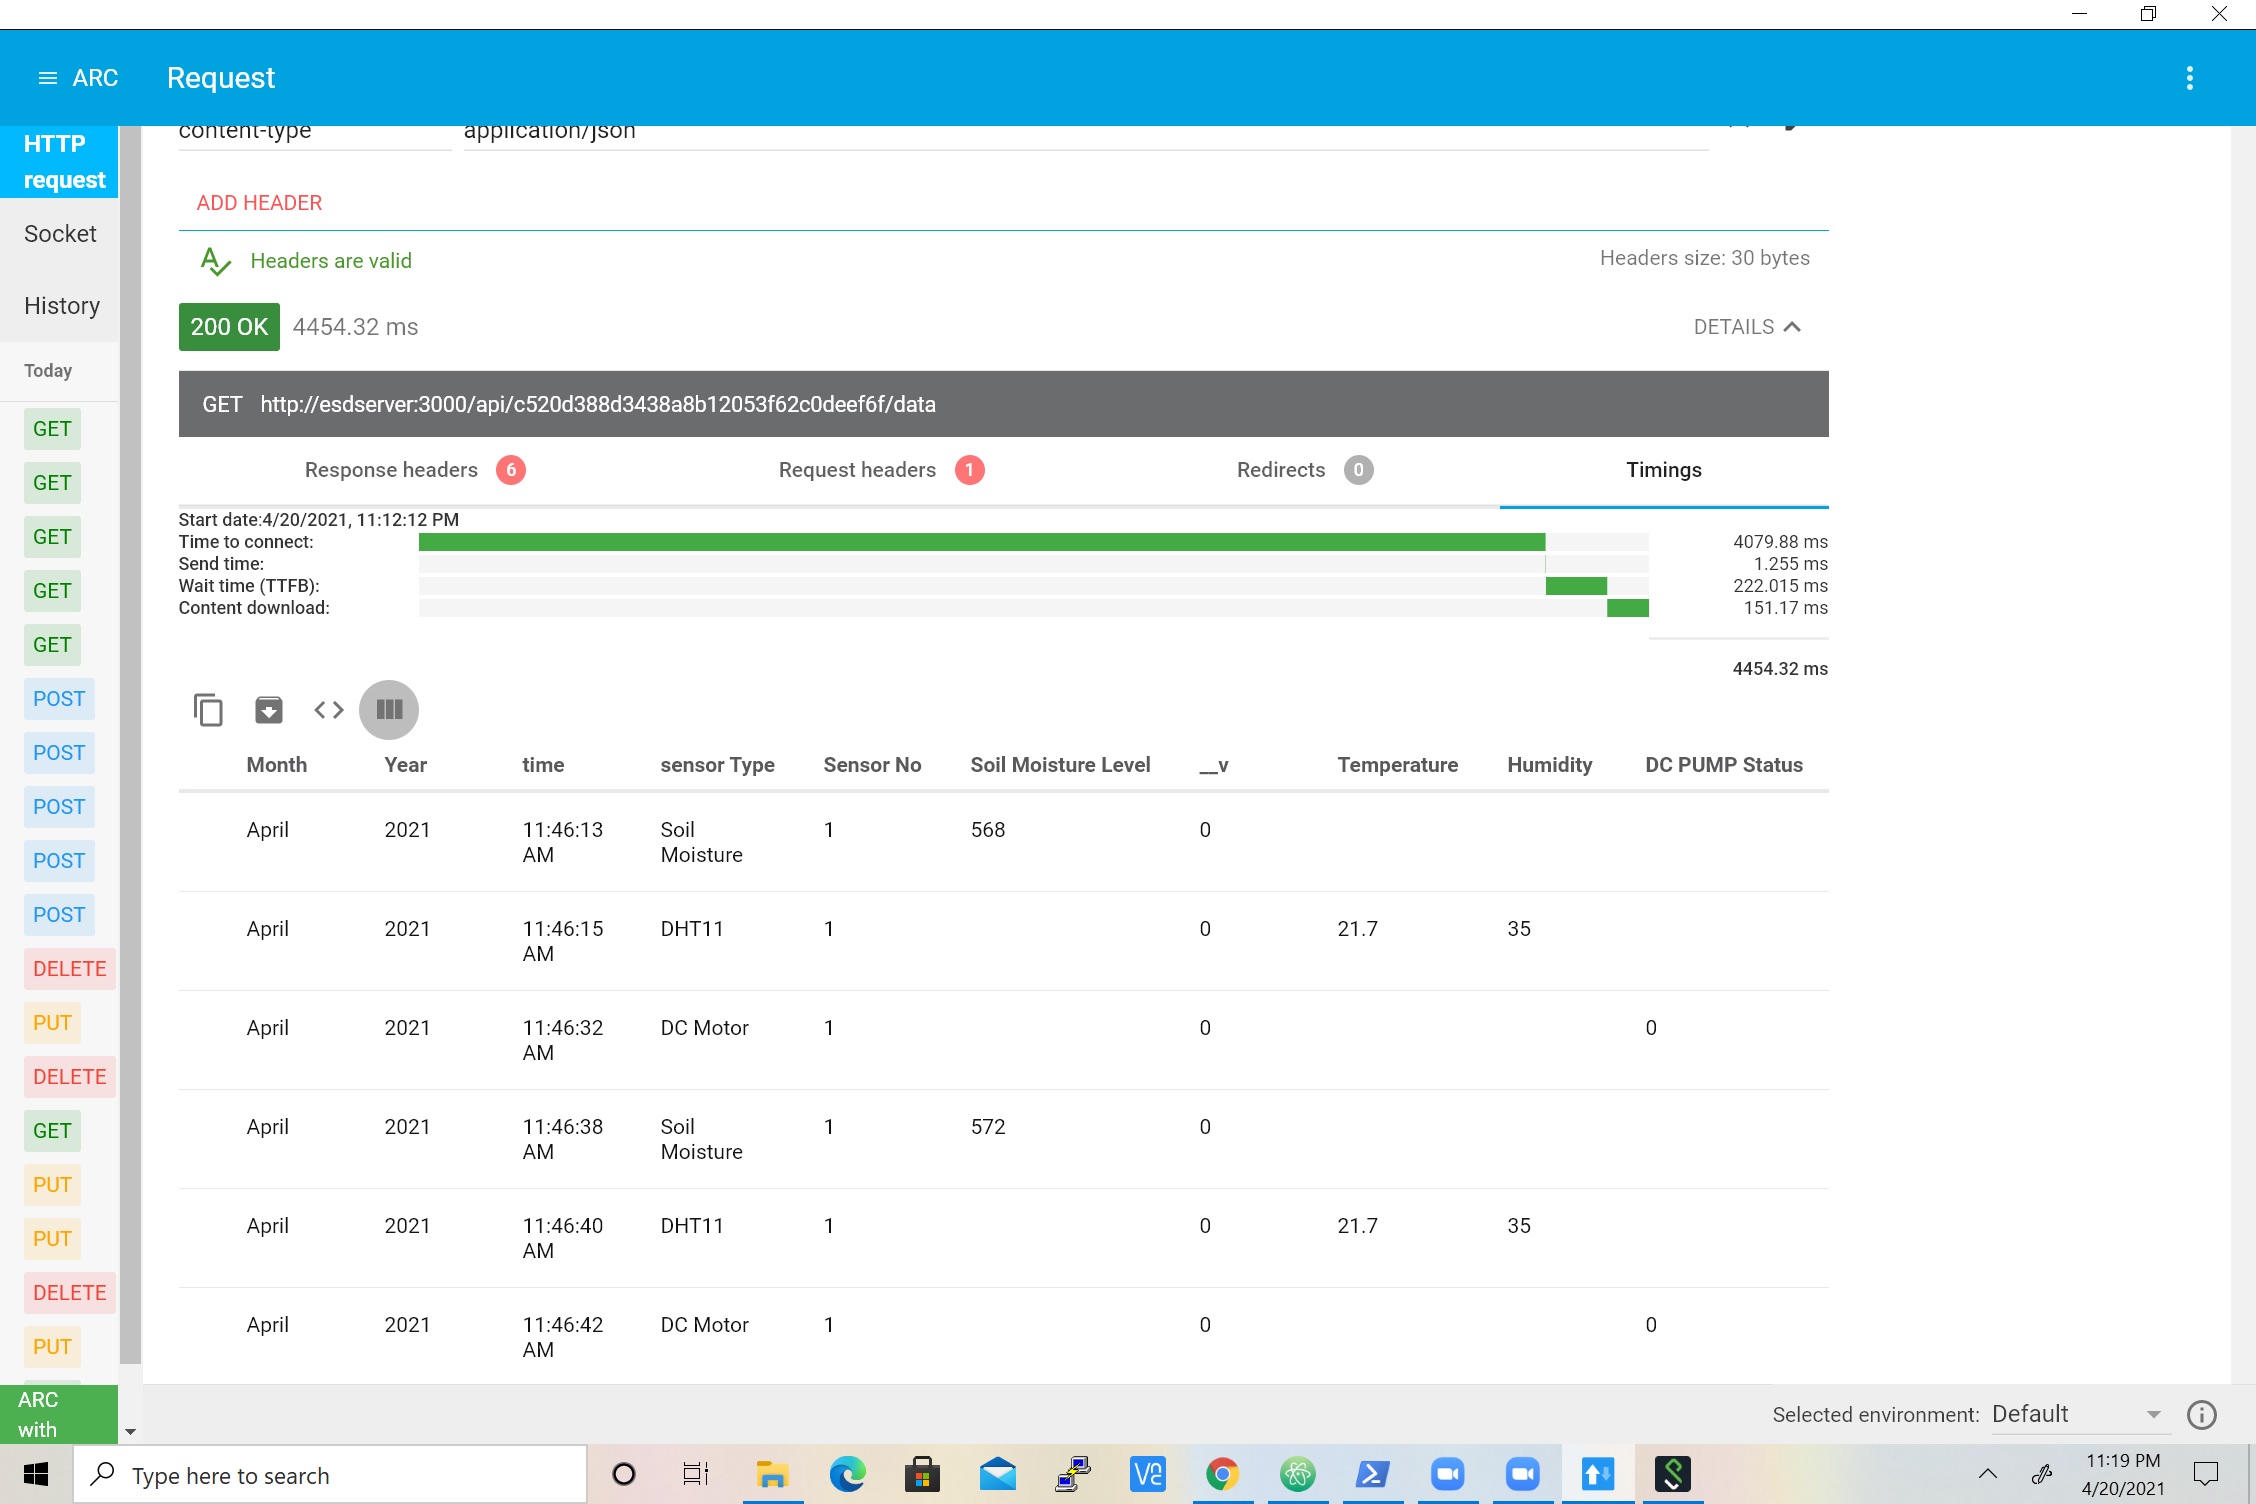 ARC Request
content-type application/json
HTTP
request
Socket
History
Today
GET
GET
GET
GET
GET
POST
POST
POST
POST
POST
DELETE
PUT
DELETE
GET
PUT
PUT
DELETE
PUT
ARC
with
ADD HEADER
Headers are valid Headers size: 30 bytes
200 OK 4454.32 ms DETAILS
GET http://esdserver:3000/api/c520d388d3438a8b12053f62c0deef6f/data
Response headers 6 Request headers 1 Redirects 0 Timings
Start date:4/20/2021, 11:12:12 PM
Time to connect: 4079.88 ms
Send time: 1.255 ms
Wait time (TTFB): 222.015 ms
Content download: 151.17 ms
4454.32 ms
Month Year time sensor Type Sensor No Soil Moisture Level __v Temperature Humidity DC PUMP Status
April 2021 11:46:13 AM Soil Moisture 1 568 0
April 2021 11:46:15 AM DHT11 1 0 21.7 35
April 2021 11:46:32 AM DC Motor 1 0 0
April 2021 11:46:38 AM Soil Moisture 1 572 0
April 2021 11:46:40 AM DHT11 1 0 21.7 35
April 2021 11:46:42 AM DC Motor 1 0 0
Selected environment: Default
Type here to search
11:19 PM
4/20/2021